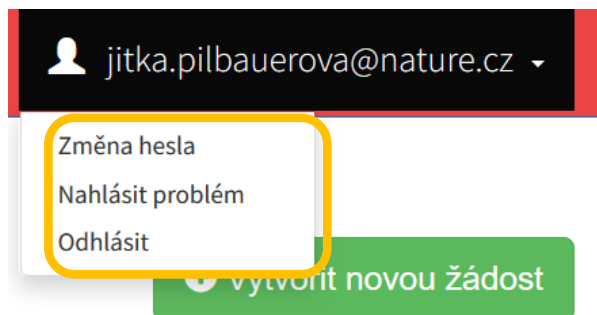 jitka.pilbauerova@nature.cz
Změna hesla
Nahlásit problém
Odhlásit
Vytvořit novou žádost